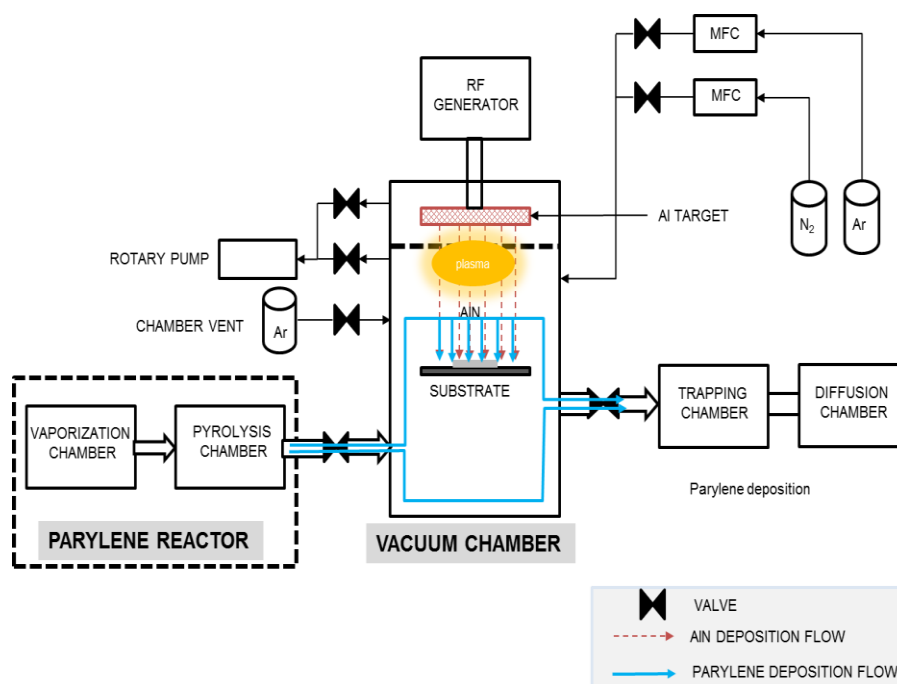 RF
GENERATOR
MFC
MFC
N2
Ar
Al TARGET
plasma
ROTARY PUMP
AlN
CHAMBER VENT
Ar
SUBSTRATE
VAPORIZATION
CHAMBER
PYROLYSIS
CHAMBER
TRAPPING
CHAMBER
DIFFUSION
CHAMBER
Parylene deposition
PARYLENE REACTOR
VACUUM CHAMBER
VALVE
AlN DEPOSITION FLOW
PARYLENE DEPOSITION FLOW